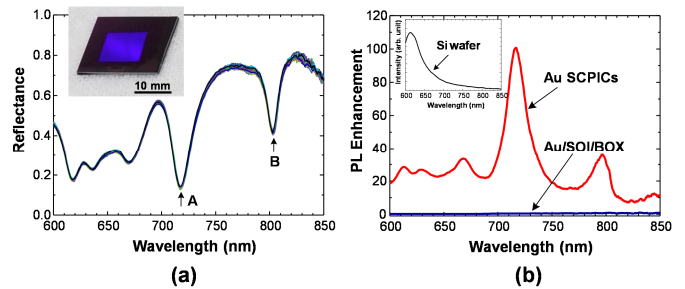 1.0
0.8
0.6
0.4
0.2
0.0
Reflectance
10 mm
A
B
600 650 700 750 800 850
Wavelength (nm)
(a)
120
100
80
60
40
20
0
PL Enhancement
Intensity (arb. unit)
Si wafer
600 650 700 750 800 850
Wavelength (nm)
Au SCPICs
Au/SOI/BOX
600 650 700 750 800 850
Wavelength (nm)
(b)